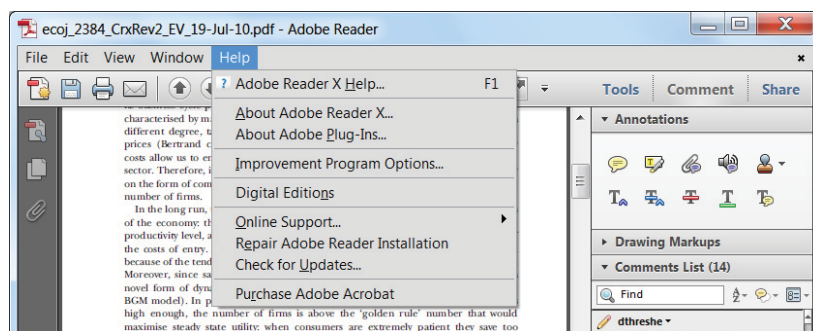 ecoj_2384_CrxRev2_EV_19-Jul-10.pdf - Adobe Reader
File Edit View Window Help
Adobe Reader X Help... F1
About Adobe Reader X...
About Adobe Plug-Ins...
Improvement Program Options...
Digital Editions
Online Support...
Repair Adobe Reader Installation
Check for Updates...
Purchase Adobe Acrobat
Tools Comment Share
characterised by m
different degree, t
prices (Bertrand c
costs allow us to er
sector. Therefore, i
on the form of com
number of firms.
In the long run,
of the economy: th
productivity level, a
the costs of entry.
because of the tend
Moreover, since sa
novel form of dyna
BGM model). In p
high enough, the number of firms is above the 'golden rule' number that would
maximise steady state utility: when consumers are extremely patient they save too
Annotations
Drawing Markups
Comments List (14)
Find
dthreshe